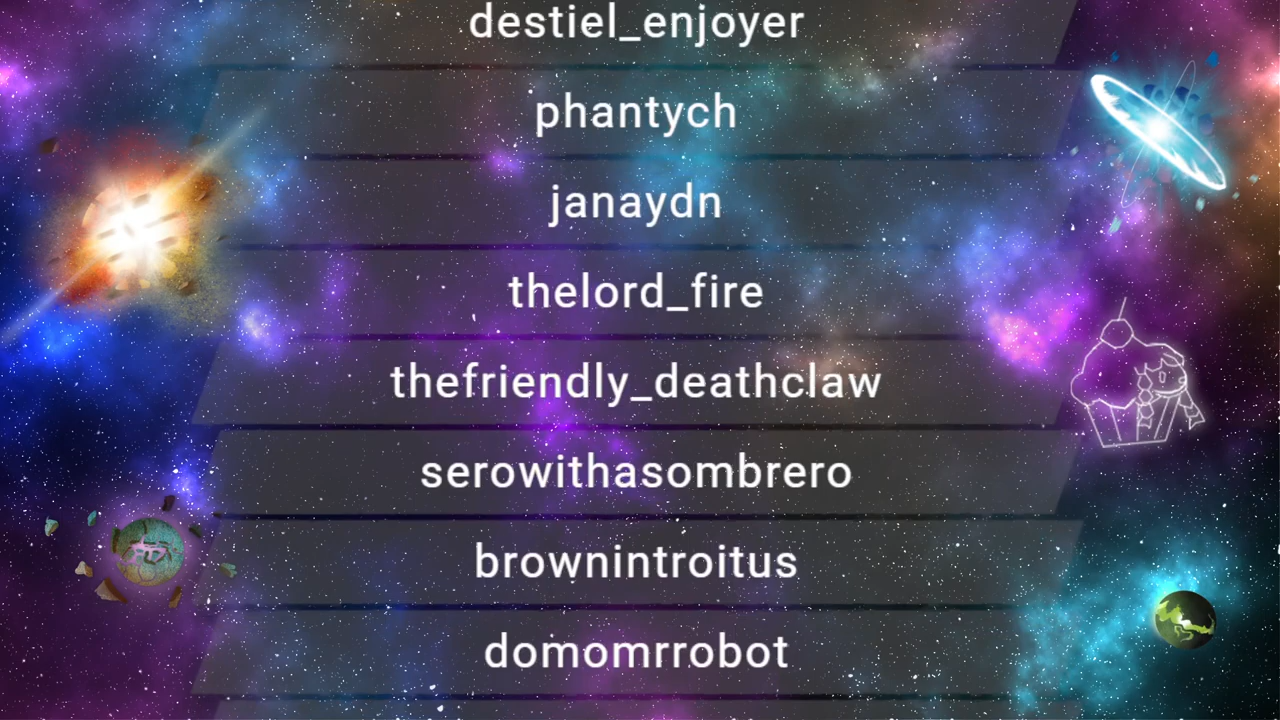 destiel_enjoyer
phantych
janaydn
thelord_fire
thefriendly_deathclaw
serowithasombrero
brownintroitus
domomrrobot